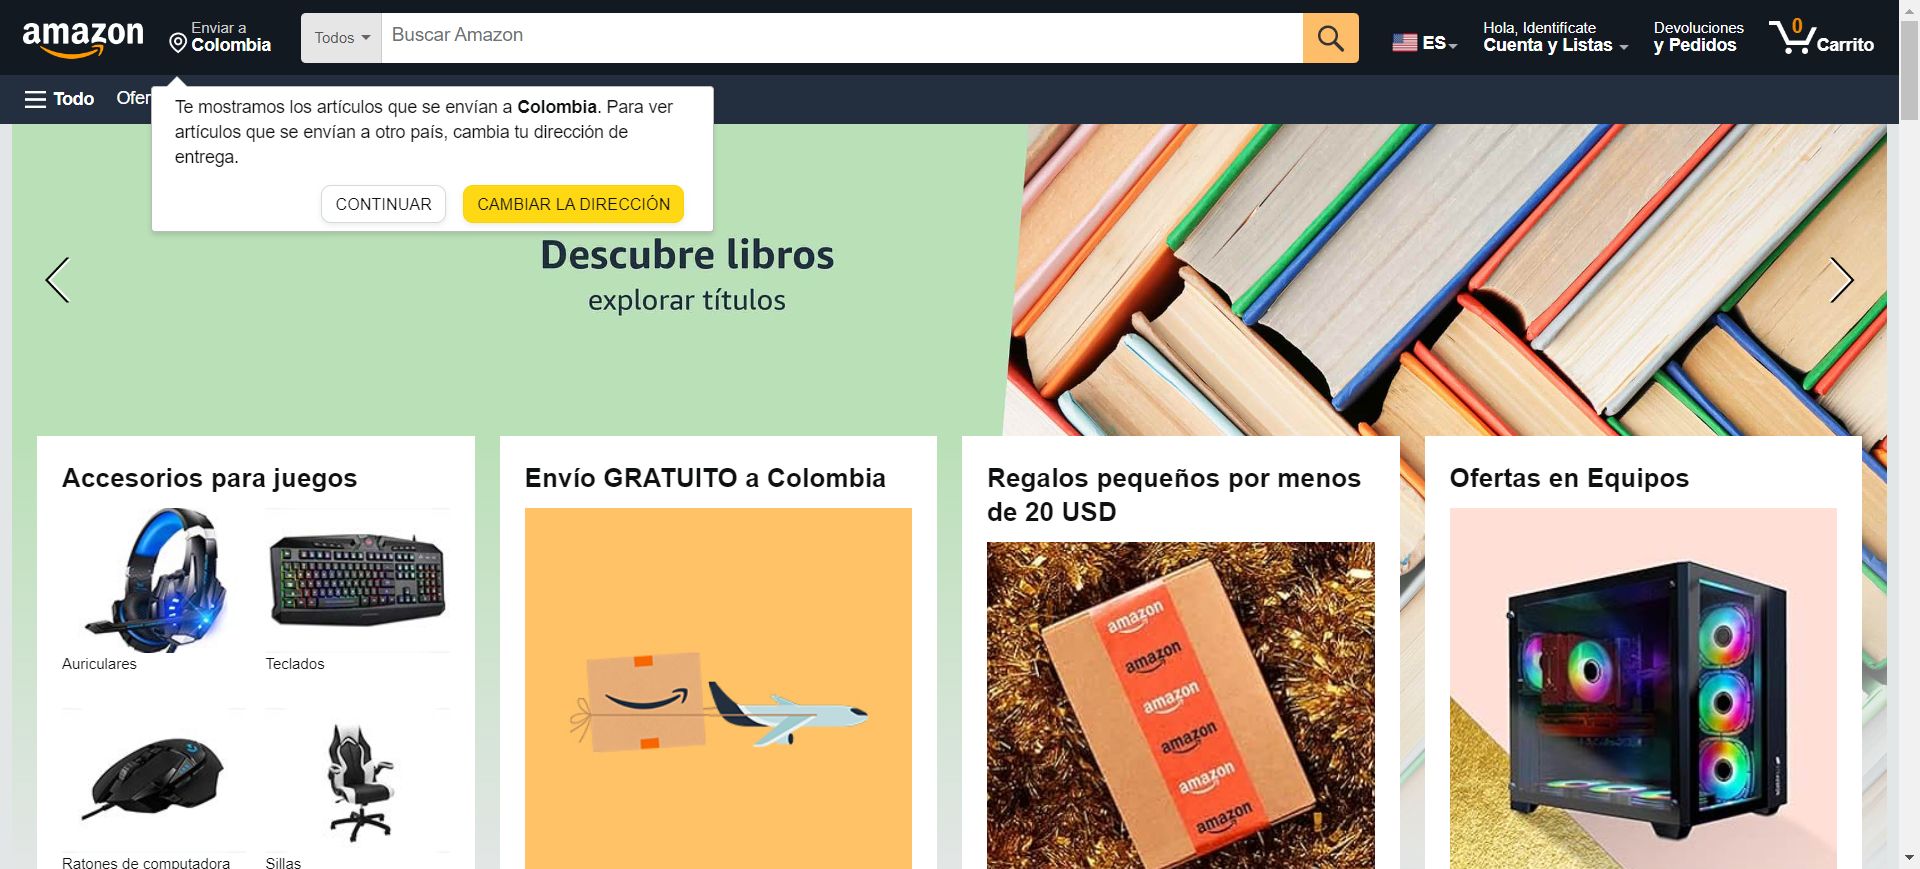 amazon
Enviar a
Colombia
Todos
Buscar Amazon
ES
Hola, Identifícate
Cuenta y Listas
Devoluciones
y Pedidos
0
Carrito
Todo
Ofer
Te mostramos los artículos que se envían a Colombia. Para ver
artículos que se envían a otro país, cambia tu dirección de
entrega.
CONTINUAR
CAMBIAR LA DIRECCIÓN
Descubre libros
explorar títulos
Accesorios para juegos
Auriculares
Teclados
Ratones de computadora
Sillas
Envío GRATUITO a Colombia
Regalos pequeños por menos
de 20 USD
amazon
amazon
amazon
amazon
amazon
amazon
Ofertas en Equipos